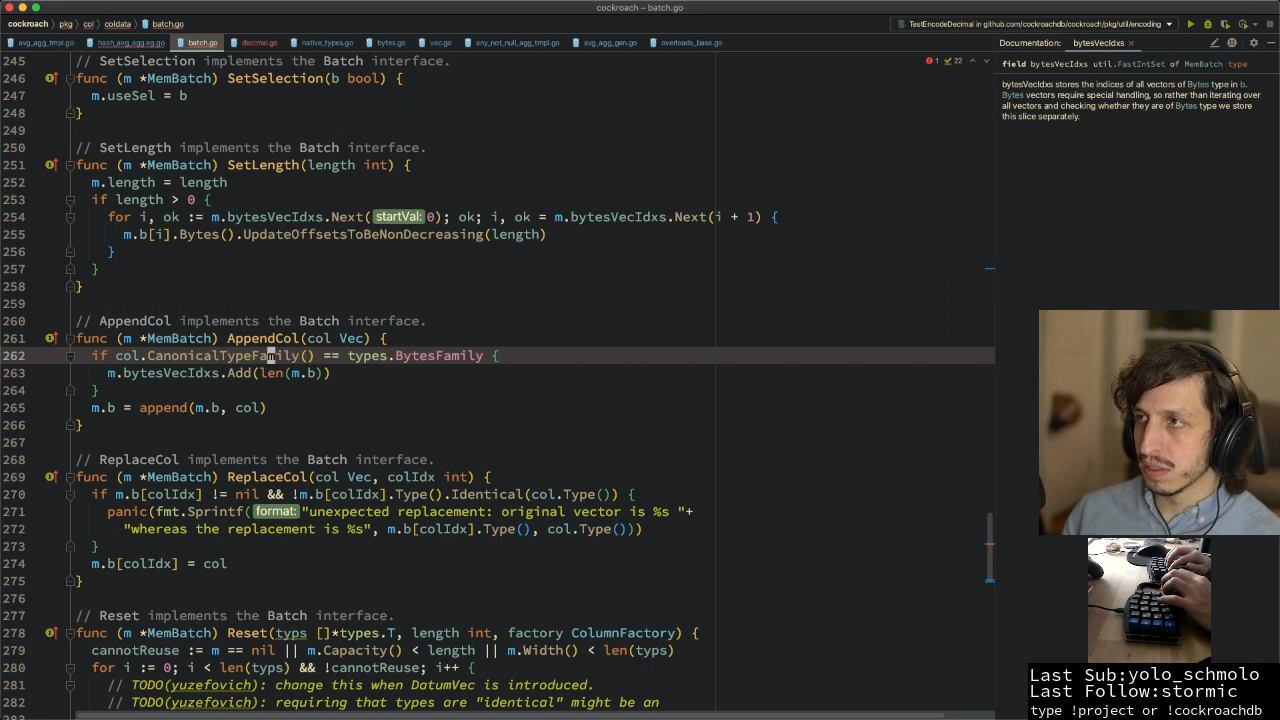 cockroach – batch.go
cockroach › pkg › col › coldata › batch.go
TestEncodeDecimal in github.com/cockroachdb/cockroach/pkg/util/encoding
avg_agg_tmpl.go hash_avg_agg.eg.go batch.go decimal.go native_types.go bytes.go vec.go any_not_null_agg_tmpl.go avg_agg_gen.go overloads_base.go
Documentation: bytesVecIdxs
1 22
field bytesVecIdxs util.FastIntSet of MemBatch type
bytesVecIdxs stores the indices of all vectors of Bytes type in b.
Bytes vectors require special handling, so rather than iterating over
all vectors and checking whether they are of Bytes type we store
this slice separately.
245 // SetSelection implements the Batch interface.
246 func (m *MemBatch) SetSelection(b bool) {
247 m.useSel = b
248 }
249
250 // SetLength implements the Batch interface.
251 func (m *MemBatch) SetLength(length int) {
252 m.length = length
253 if length > 0 {
254 for i, ok := m.bytesVecIdxs.Next( startVal: 0); ok; i, ok = m.bytesVecIdxs.Next(i + 1) {
255 m.b[i].Bytes().UpdateOffsetsToBeNonDecreasing(length)
256 }
257 }
258 }
259
260 // AppendCol implements the Batch interface.
261 func (m *MemBatch) AppendCol(col Vec) {
262 if col.CanonicalTypeFamily() == types.BytesFamily {
263 m.bytesVecIdxs.Add(len(m.b))
264 }
265 m.b = append(m.b, col)
266 }
267
268 // ReplaceCol implements the Batch interface.
269 func (m *MemBatch) ReplaceCol(col Vec, colIdx int) {
270 if m.b[colIdx] != nil && !m.b[colIdx].Type().Identical(col.Type()) {
271 panic(fmt.Sprintf( format: "unexpected replacement: original vector is %s "+
272 "whereas the replacement is %s", m.b[colIdx].Type(), col.Type()))
273 }
274 m.b[colIdx] = col
275 }
276
277 // Reset implements the Batch interface.
278 func (m *MemBatch) Reset(typs []*types.T, length int, factory ColumnFactory) {
279 cannotReuse := m == nil || m.Capacity() < length || m.Width() < len(typs)
280 for i := 0; i < len(typs) && !cannotReuse; i++ {
281 // TODO(yuzefovich): change this when DatumVec is introduced.
282 // TODO(yuzefovich): requiring that types are "identical" might be an
Last Sub:yolo_schmolo
Last Follow:stormic
type !project or !cockroachdb